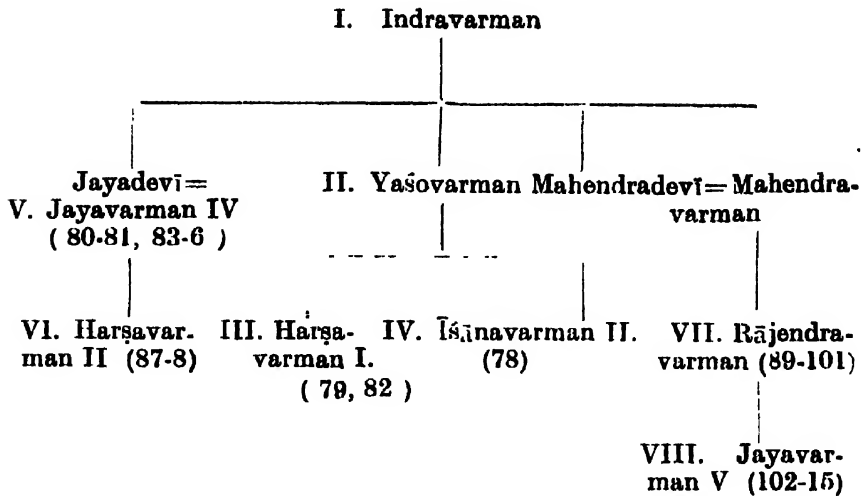 I. Indravarman
Jayadevī= II. Yaśovarman Mahendradevī= Mahendra-
V. Jayavarman IV varman
( 80-81, 83-6 )
VI. Harṣavar- III. Harṣa- IV. Īśānavarman II. VII. Rājendra-
man II (87-8) varman I. (78) varman (89-101)
( 79, 82 )
VIII. Jayavar-
man V (102-15)